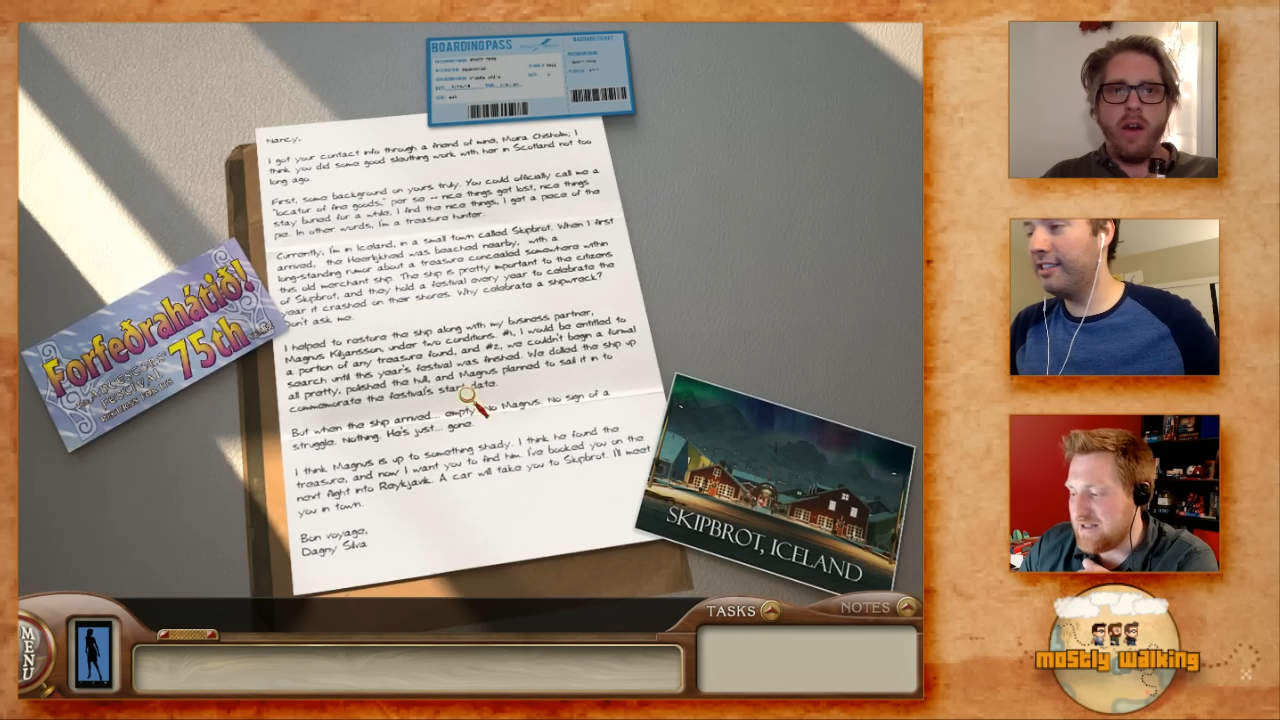 BOARDING PASS
Nancy,
I got your contact info through a friend of mine, Moira Chisholm; I
think you did some good sleuthing work with her in Scotland not too
long ago.
First, some background on yours truly. You could officially call me a
"locator of fine goods," per se -- nice things get lost, nice things
stay buried for a while, I find the nice things, I get a piece of the
pie. In other words, I'm a treasure hunter.
Currently, I'm in Iceland, in a small town called Skipbrot. When I first
arrived, the Heerlijkheid was beached nearby, with a
long-standing rumor about a treasure concealed somewhere within
this old merchant ship. The ship is pretty important to the citizens
of Skipbrot, and they hold a festival every year to celebrate the
year it crashed on their shores. Why celebrate a shipwreck?
Don't ask me.
I helped to restore the ship along with my business partner,
Magnus Kiljansson, under two conditions. #1, I would be entitled to
a portion of any treasure found, and #2, we couldn't begin a formal
search until this year's festival was finished. We dolled the ship up
all pretty, polished the hull, and Magnus planned to sail it in to
commemorate the festival's start date.
But when the ship arrived... empty. No Magnus. No sign of a
struggle. Nothing. He's just... gone.
I think Magnus is up to something shady. I think he found the
treasure, and now I want you to find him. I've booked you on the
next flight into Reykjavik. A car will take you to Skipbrot. I'll meet
you in town.
Bon voyage,
Dagny Silva
Forfeðrahátíð!
75th
FESTIVAL
RETURNS FOR ITS
SKIPBROT, ICELAND
MENU
TASKS
NOTES
mostly walking